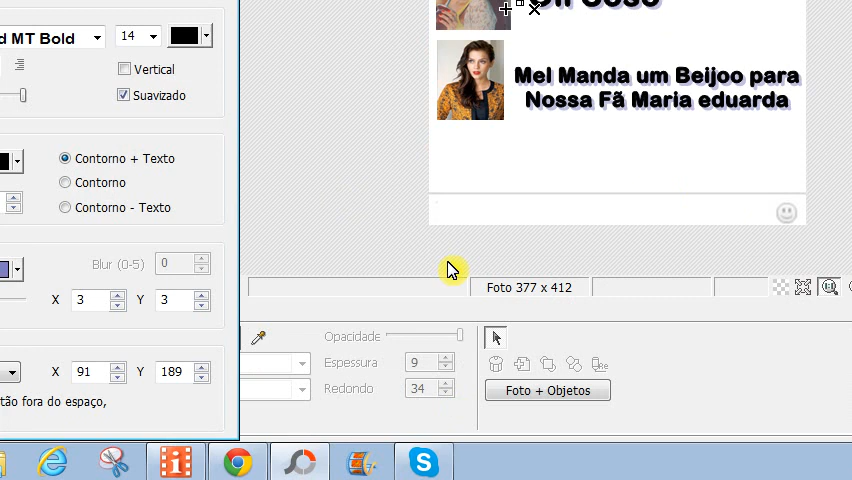 d MT Bold
14
Vertical
Suavizado
Contorno + Texto
Contorno
Contorno - Texto
Blur (0-5)
0
X
3
Y
3
X
91
Y
189
tão fora do espaço,
Mel Manda um Beijoo para
Nossa Fã Maria eduarda
Foto 377 x 412
1:1
Opacidade
Espessura
9
Redondo
34
Foto + Objetos